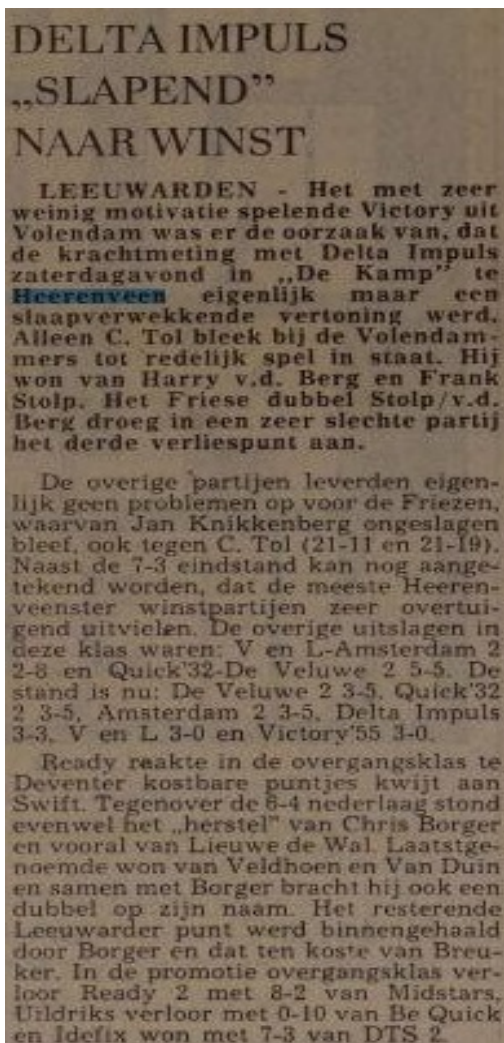 DELTA IMPULS
„SLAPEND”
NAAR WINST
LEEUWARDEN - Het met zeer
weinig motivatie spelende Victory uit
Volendam was er de oorzaak van, dat
de krachtmeting met Delta Impuls
zaterdagavond in „De Kamp” te
Heerenveen eigenlijk maar een
slaapverwekkende vertoning werd.
Alleen C. Tol bleek bij de Volendam-
mers tot redelijk spel in staat. Hij
won van Harry v.d. Berg en Frank
Stolp. Het Friese dubbel Stolp/v.d.
Berg droeg in een zeer slechte partij
het derde verliespunt aan.
De overige partijen leverden eigen-
lijk geen problemen op voor de Friezen,
waarvan Jan Knikkenberg ongeslagen
bleef, ook tegen C. Tol (21-11 en 21-19).
Naast de 7-3 eindstand kan nog aange-
tekend worden, dat de meeste Heeren-
veenster winstpartijen zeer overtui-
gend uitvielen. De overige uitslagen in
deze klas waren: V en L-Amsterdam 2
2-8 en Quick'32-De Veluwe 2 5-5. De
stand is nu: De Veluwe 2 3-5, Quick'32
2 3-5, Amsterdam 2 3-5, Delta Impuls
3-3, V en L 3-0 en Victory'55 3-0.
Ready raakte in de overgangsklas te
Deventer kostbare puntjes kwijt aan
Swift. Tegenover de 6-4 nederlaag stond
evenwel het „herstel” van Chris Borger
en vooral van Lieuwe de Wal. Laatstge-
noemde won van Veldhoen en Van Duin
en samen met Borger bracht hij ook een
dubbel op zijn naam. Het resterende
Leeuwarder punt werd binnengehaald
door Borger en dat ten koste van Breu-
ker. In de promotie overgangsklas ver-
loor Ready 2 met 8-2 van Midstars,
Uildriks verloor met 0-10 van Be Quick
en Idefix won met 7-3 van DTS 2.